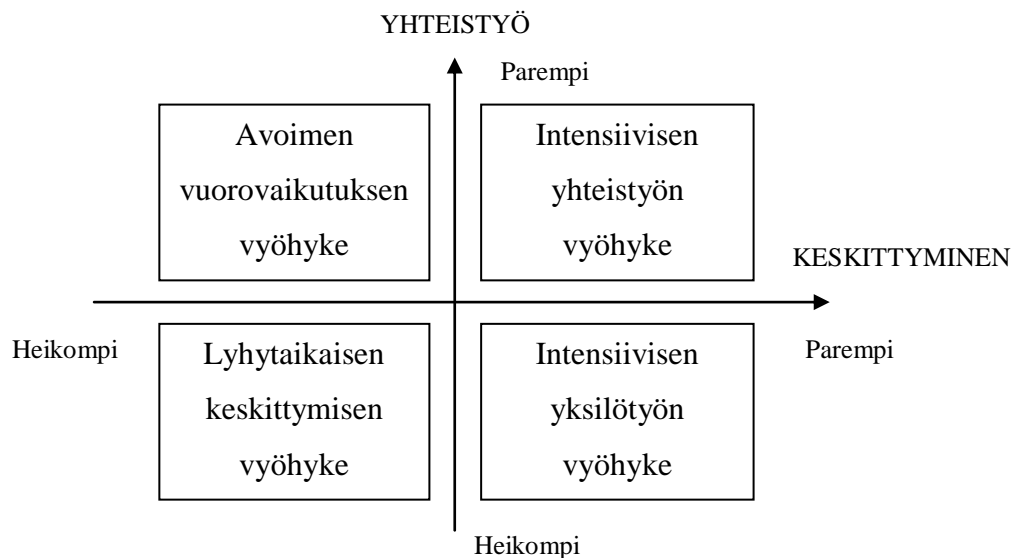 YHTEISTYÖ
Parempi
Avoimen
vuorovaikutuksen
vyöhyke
Intensiivisen
yhteistyön
vyöhyke
KESKITTYMINEN
Heikompi
Parempi
Lyhytaikaisen
keskittymisen
vyöhyke
Intensiivisen
yksilötyön
vyöhyke
Heikompi